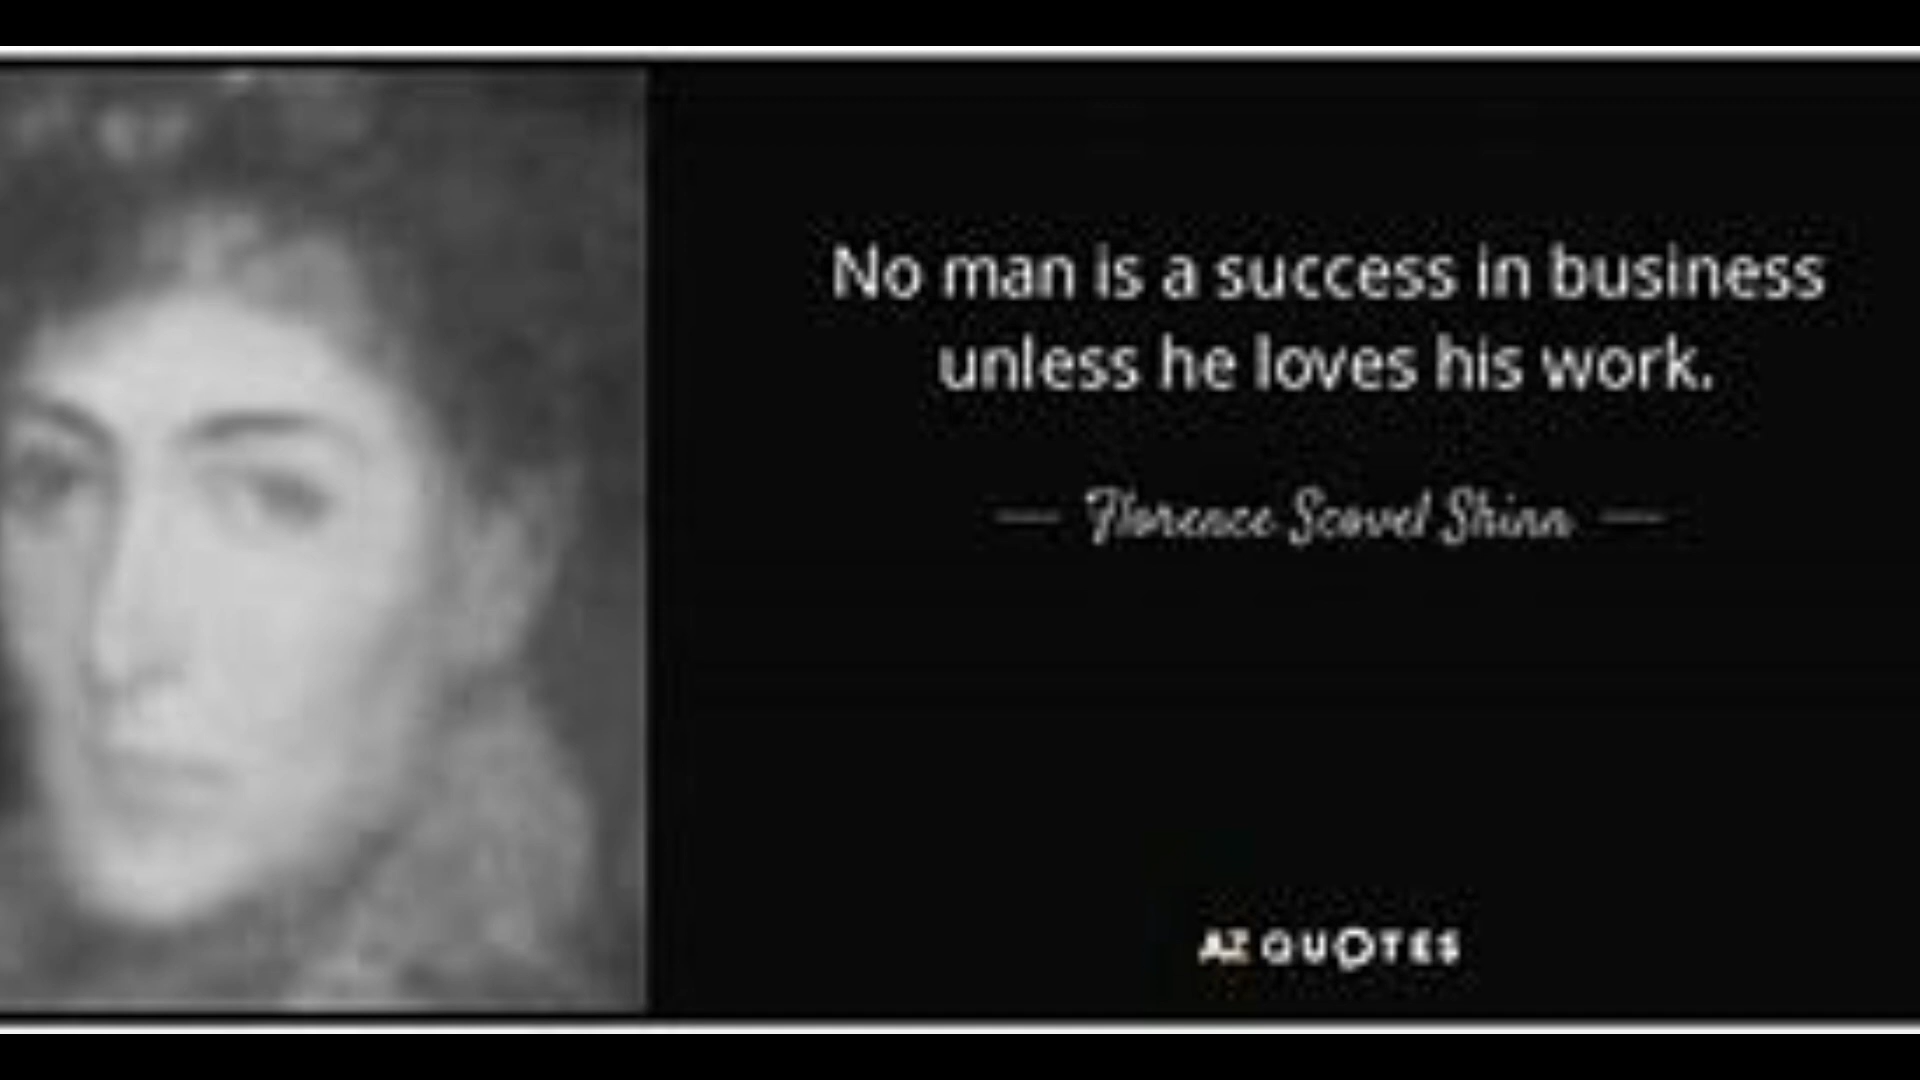 No man is a success in business
unless he loves his work.
— Florence Scovel Shinn —
AZ QUOTES